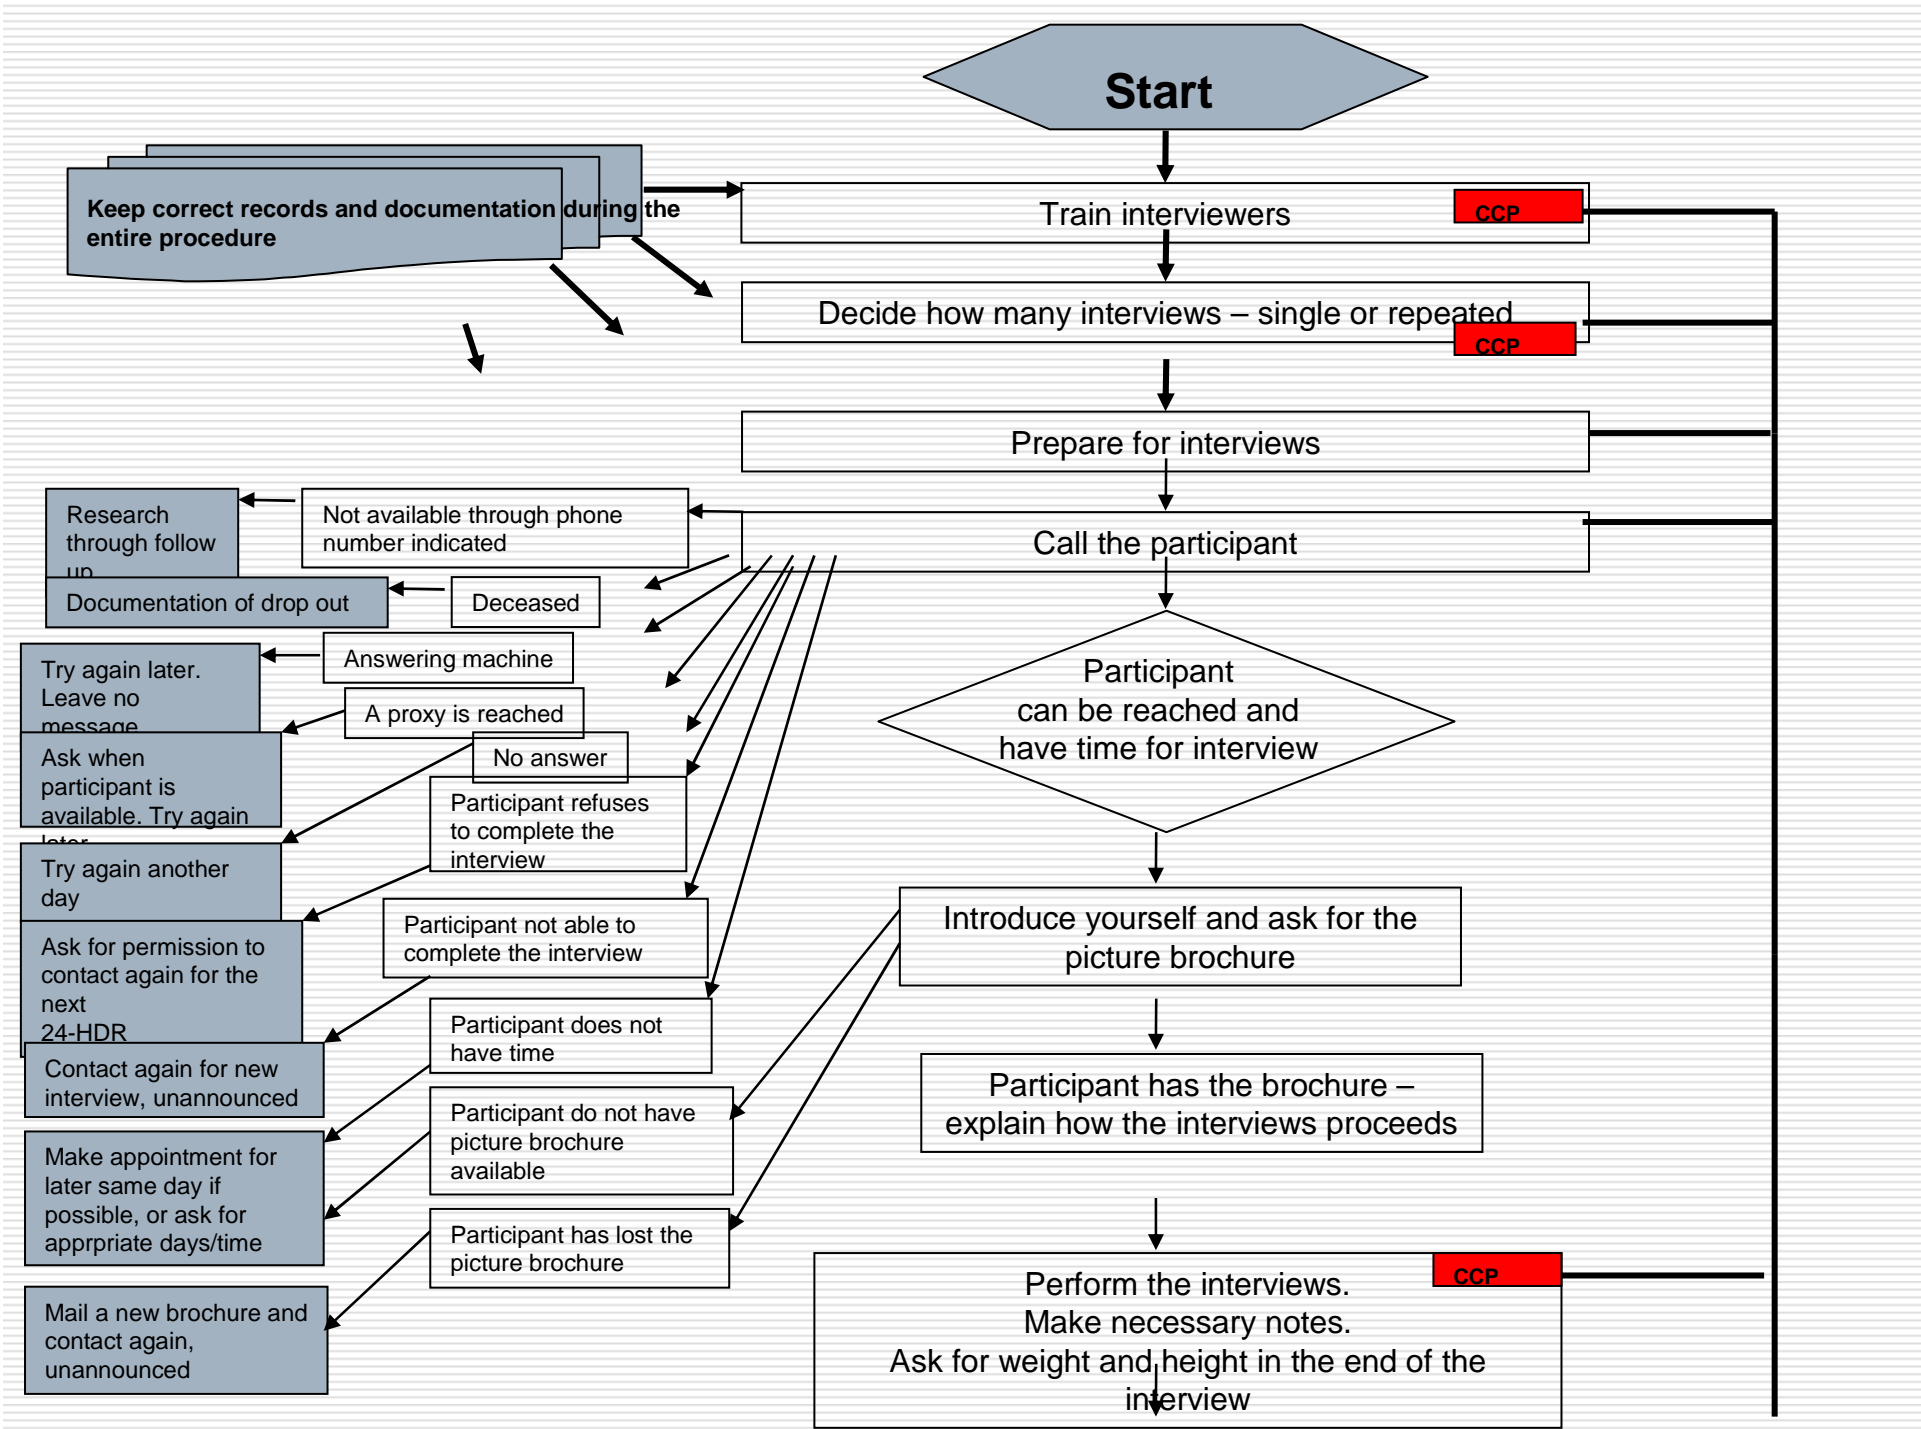 Start
Keep correct records and documentation during the
entire procedure
Train interviewers
CCP
Decide how many interviews – single or repeated
CCP
Prepare for interviews
Research
through follow
up
Not available through phone
number indicated
Call the participant
Documentation of drop out
Deceased
Try again later.
Leave no
message
Answering machine
Participant
can be reached and
have time for interview
A proxy is reached
Ask when
participant is
available. Try again
later
No answer
Participant refuses
to complete the
interview
Try again another
day
Participant not able to
complete the interview
Introduce yourself and ask for the
picture brochure
Ask for permission to
contact again for the
next
24-HDR
Participant does not
have time
Contact again for new
interview, unannounced
Participant has the brochure –
explain how the interviews proceeds
Participant do not have
picture brochure
available
Make appointment for
later same day if
possible, or ask for
apprpriate days/time
Participant has lost the
picture brochure
CCP
Perform the interviews.
Make necessary notes.
Ask for weight and height in the end of the
interview
Mail a new brochure and
contact again,
unannounced